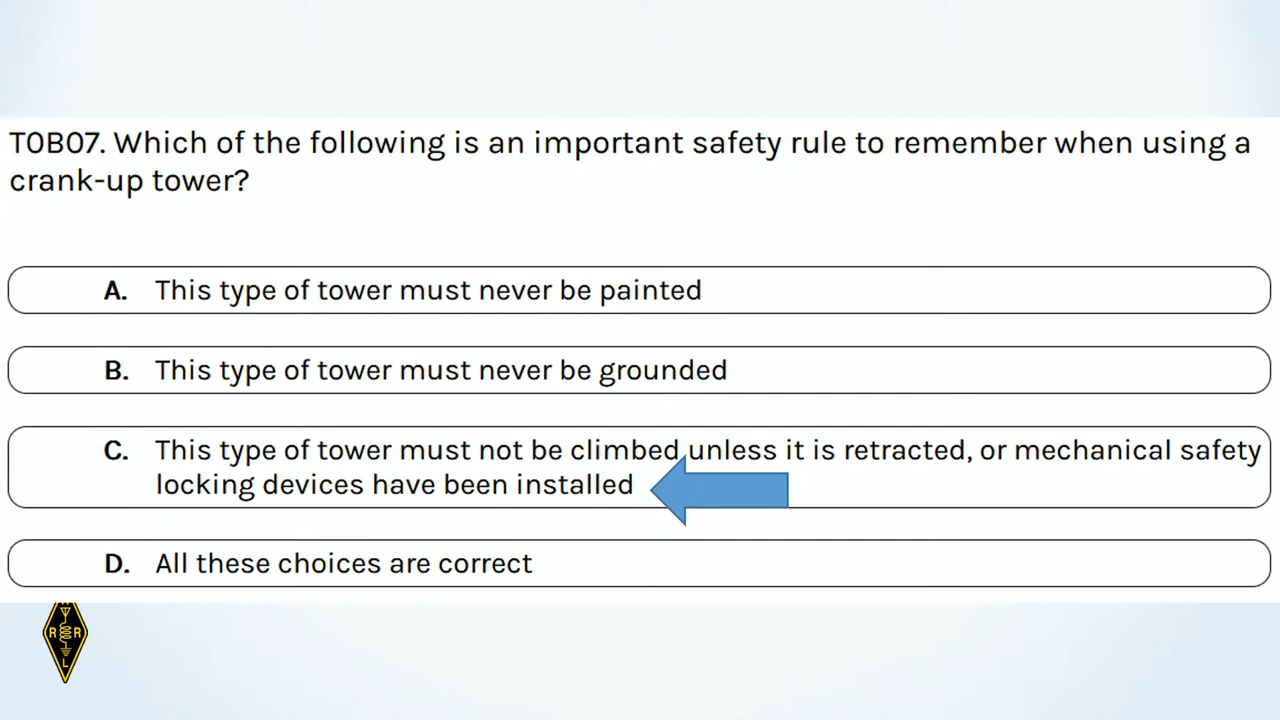 T0B07. Which of the following is an important safety rule to remember when using a
crank-up tower?
A. This type of tower must never be painted
B. This type of tower must never be grounded
C. This type of tower must not be climbed unless it is retracted, or mechanical safety
locking devices have been installed
D. All these choices are correct
R R
L